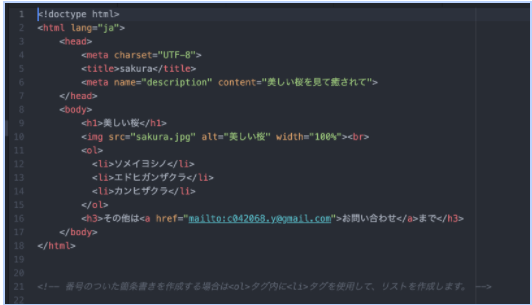 1 <!doctype html>
2 <html lang="ja">
3 <head>
4 <meta charset="UTF-8">
5 <title>sakura</title>
6 <meta name="description" content="美しい桜を見て癒されて">
7 </head>
8 <body>
9 <h1>美しい桜</h1>
10 <img src="sakura.jpg" alt="美しい桜" width="100%"><br>
11 <ol>
12 <li>ソメイヨシノ</li>
13 <li>エドヒガンザクラ</li>
14 <li>カンヒザクラ</li>
15 </ol>
16 <h3>その他は<a href="mailto:c042068.y@gmail.com">お問い合わせ</a>まで</h3>
17 </body>
18 </html>
19
20
21 <!-- 番号のついた箇条書きを作成する場合は<ol>タグ内に<li>タグを使用して、リストを作成します。 -->
22